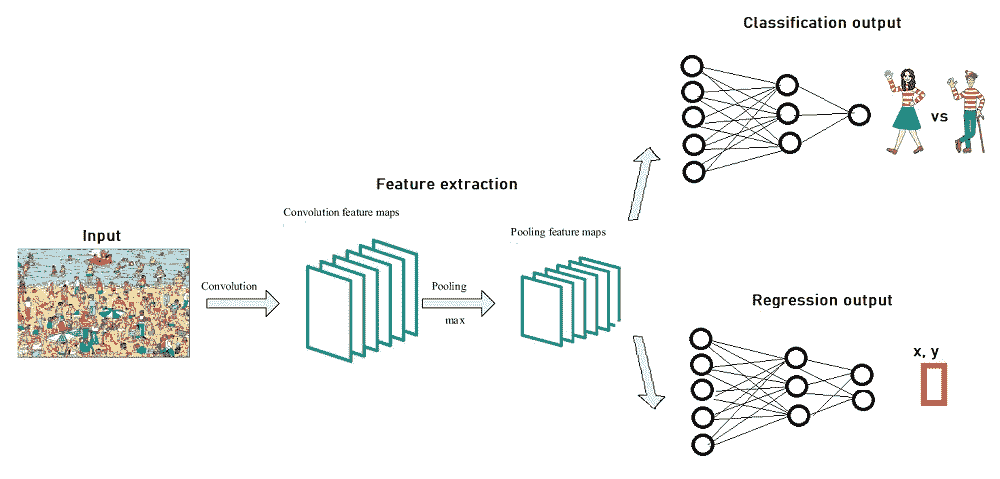 Classification output
vs
Feature extraction
Convolution feature maps
Input
Pooling feature maps
Convolution
Pooling
max
Regression output
x, y